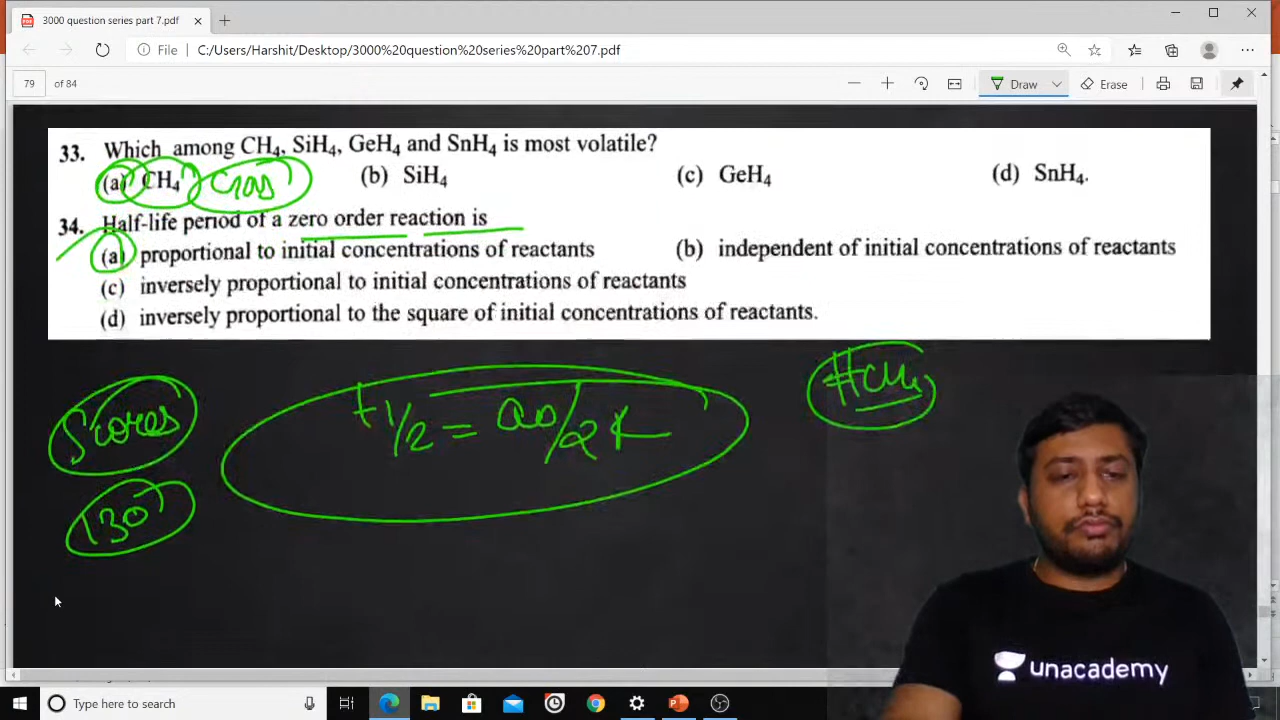 3000 question series part 7.pdf
File C:/Users/Harshit/Desktop/3000%20question%20series%20part%207.pdf
79 of 84 Draw Erase
33. Which among CH4, SiH4, GeH4 and SnH4 is most volatile?
(a) CH4 Gas (b) SiH4 (c) GeH4 (d) SnH4.
34. Half-life period of a zero order reaction is
(a) proportional to initial concentrations of reactants (b) independent of initial concentrations of reactants
(c) inversely proportional to initial concentrations of reactants
(d) inversely proportional to the square of initial concentrations of reactants.
Scores
t1/2 = a0/2K
130
unacademy
Type here to search